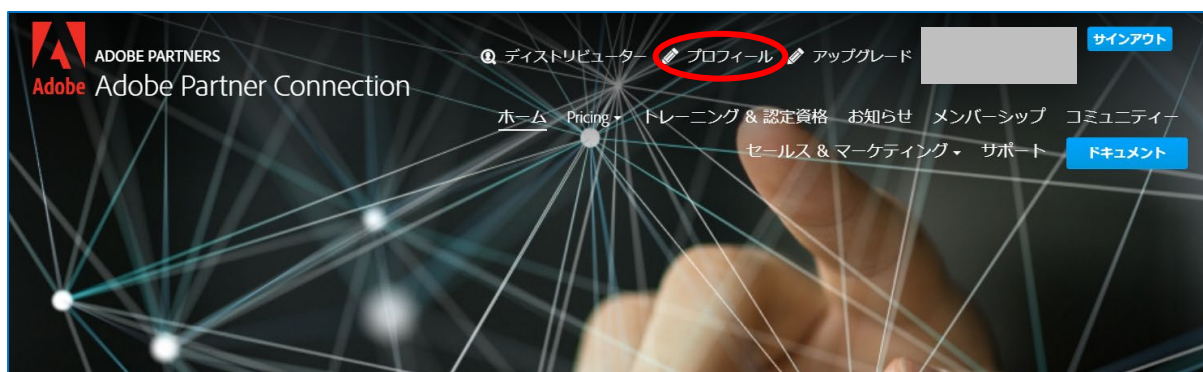 ADOBE PARTNERS
Adobe Adobe Partner Connection
ディストリビューター プロフィール アップグレード
サインアウト
ホーム Pricing トレーニング & 認定資格 お知らせ メンバーシップ コミュニティー
セールス & マーケティング サポート ドキュメント